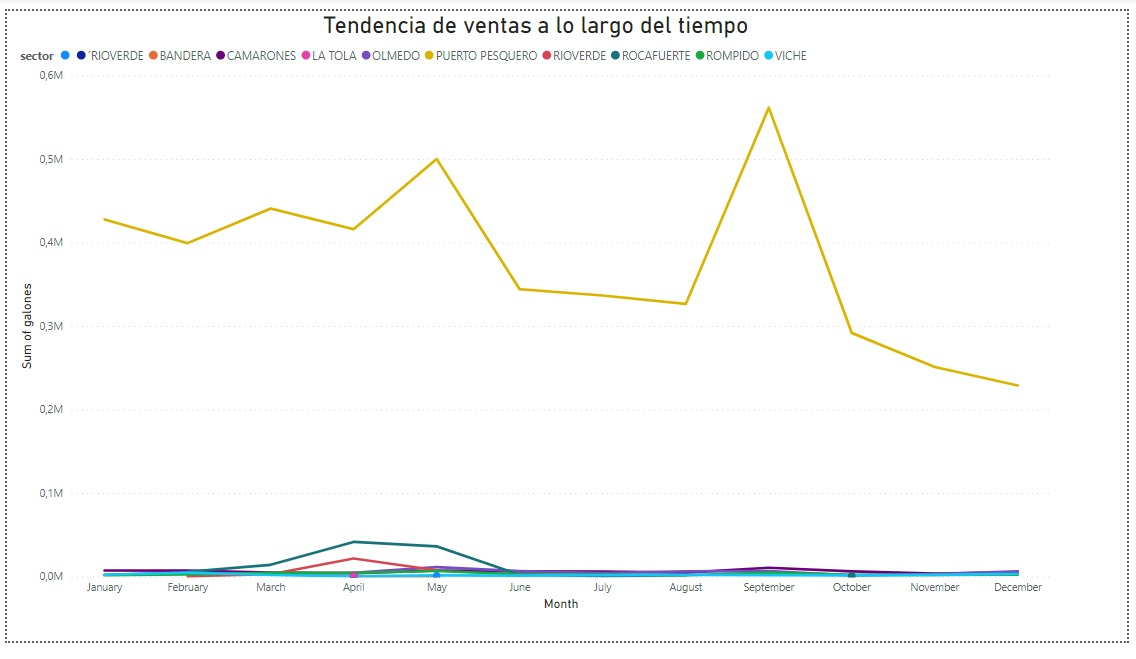 Tendencia de ventas a lo largo del tiempo
sector ´RIOVERDE BANDERA CAMARONES LA TOLA OLMEDO PUERTO PESQUERO RIOVERDE ROCAFUERTE ROMPIDO VICHE
0,6M
0,5M
0,4M
0,3M
0,2M
0,1M
0,0M
Sum of galones
January February March April May June July August September October November December
Month